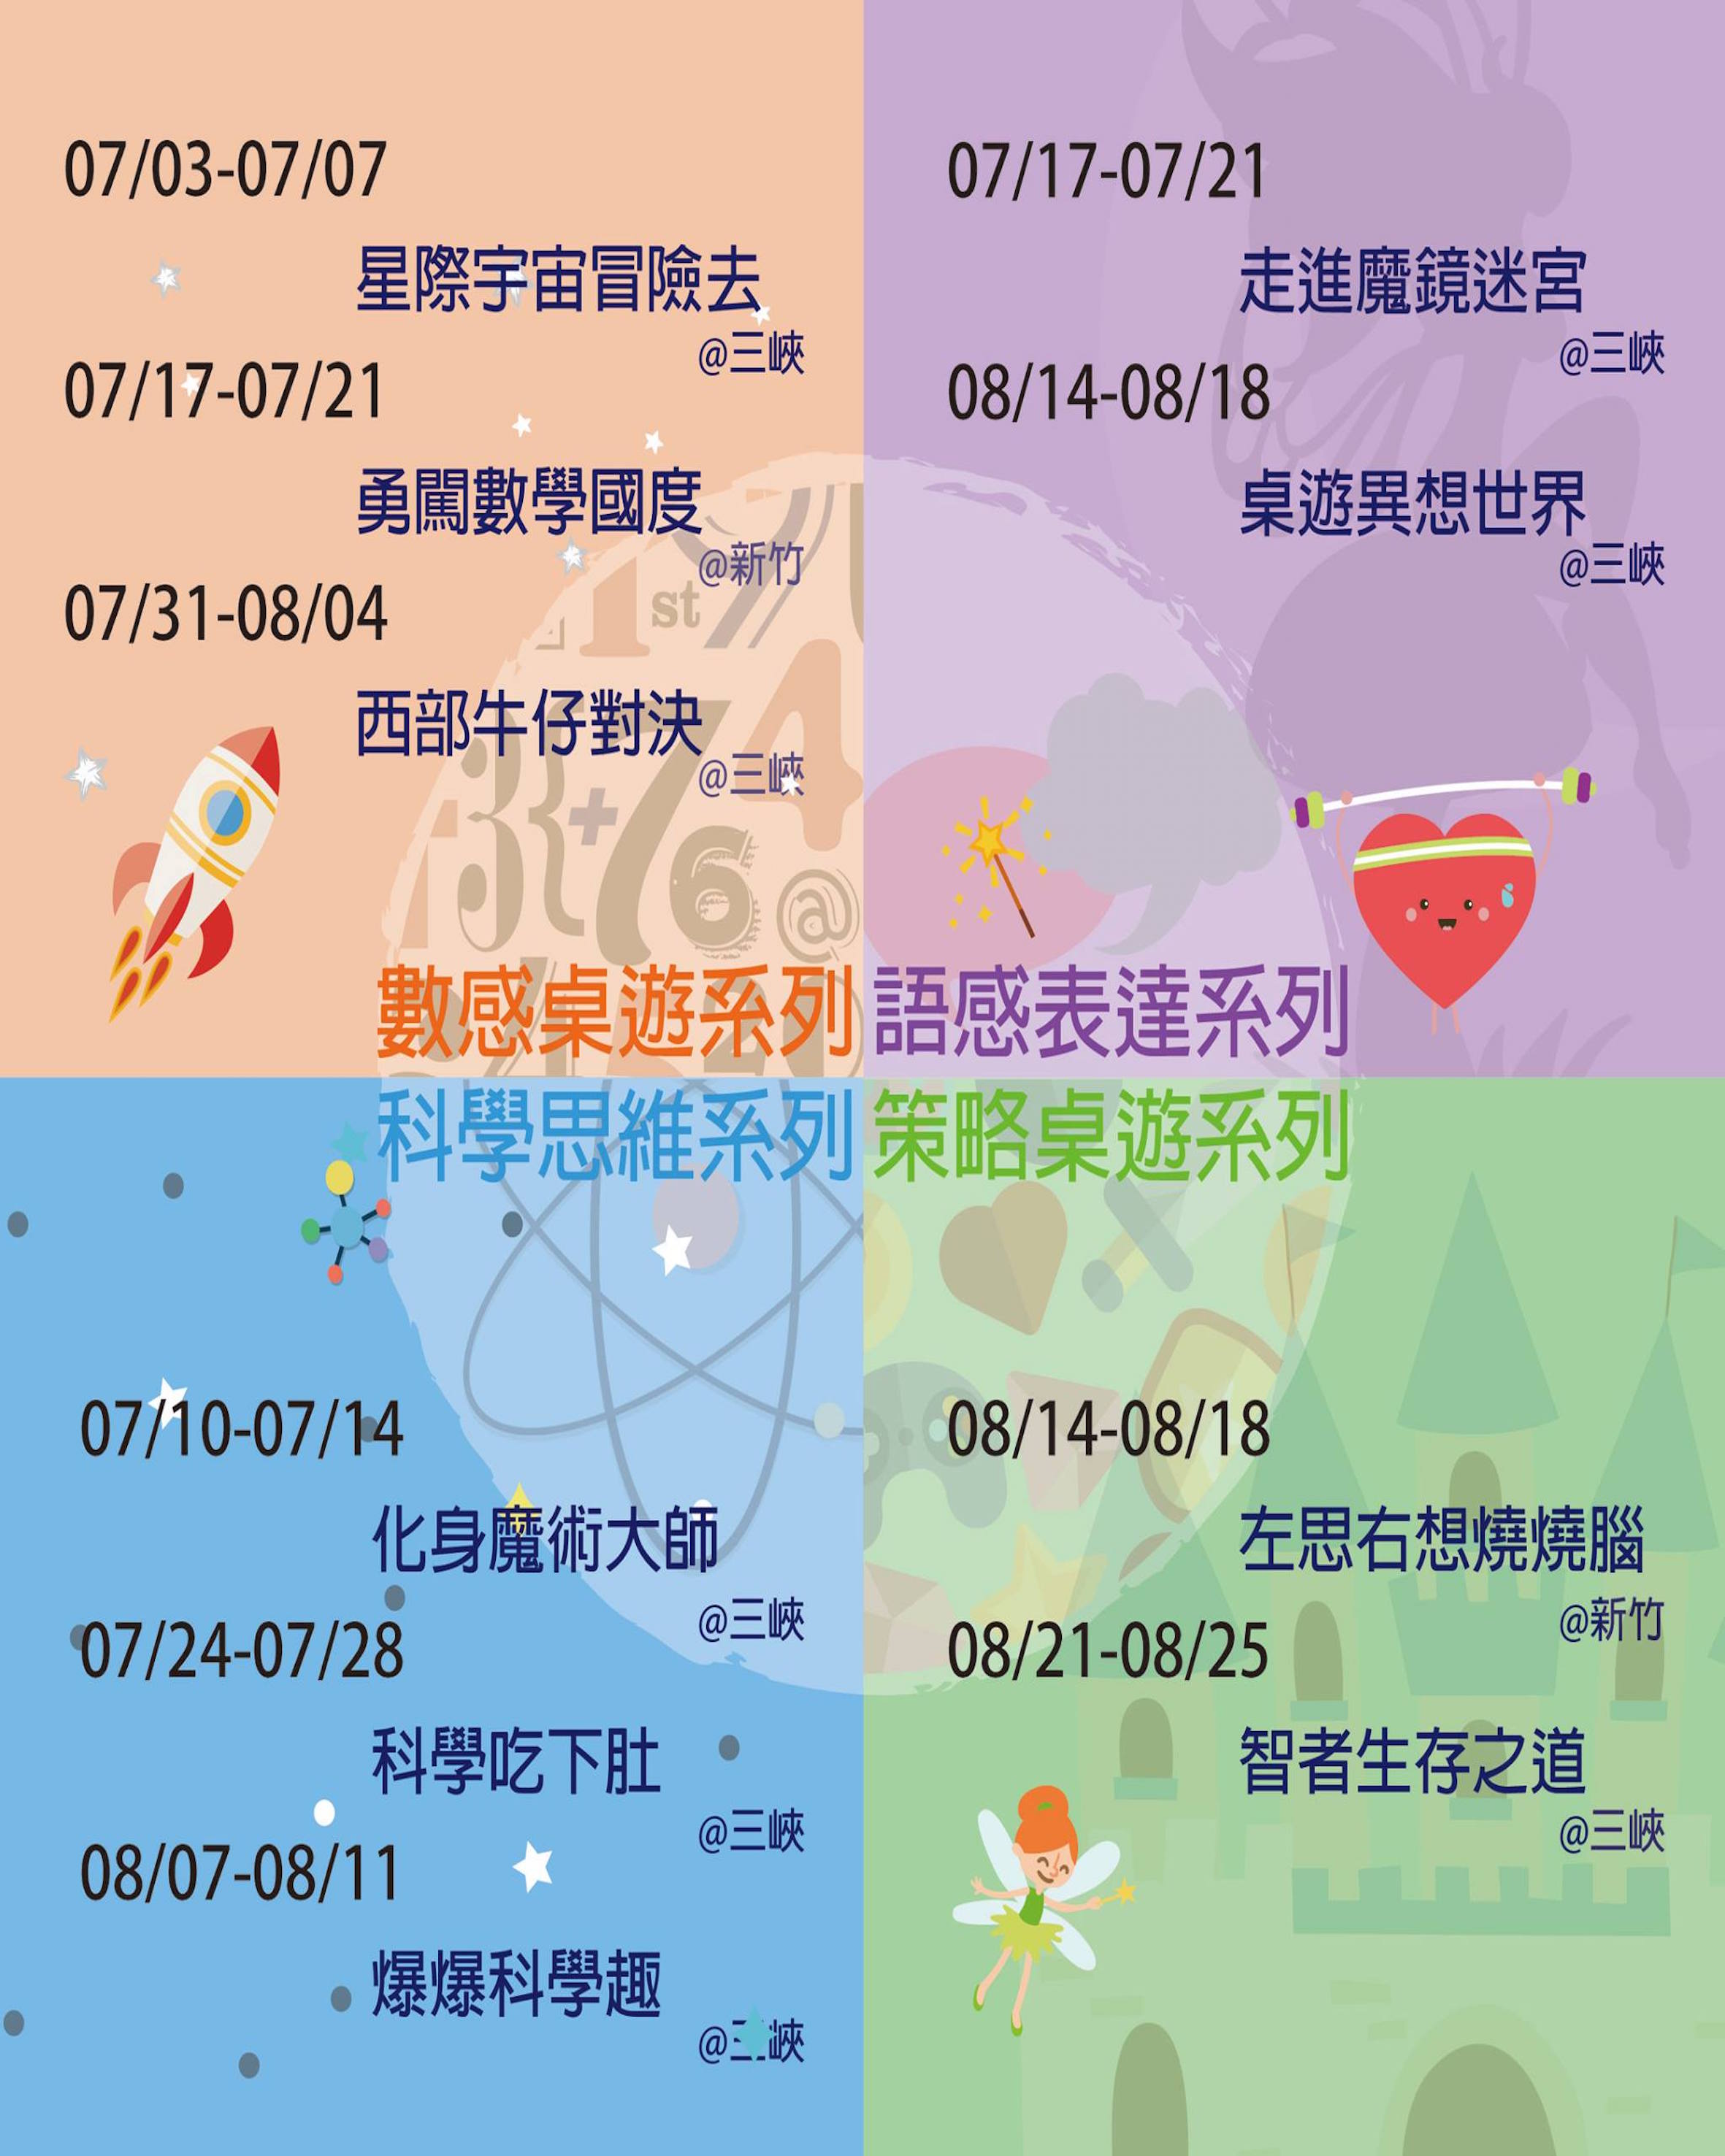 07/03-07/07
星際宇宙冒險去
@三峽
07/17-07/21
勇闖數學國度
@新竹
07/31-08/04
西部牛仔對決
@三峽
數感桌遊系列
07/17-07/21
走進魔鏡迷宮
@三峽
08/14-08/18
桌遊異想世界
@三峽
語感表達系列
科學思維系列
07/10-07/14
化身魔術大師
@三峽
07/24-07/28
科學吃下肚
@三峽
08/07-08/11
爆爆科學趣
@三峽
策略桌遊系列
08/14-08/18
左思右想燒燒腦
@新竹
08/21-08/25
智者生存之道
@三峽